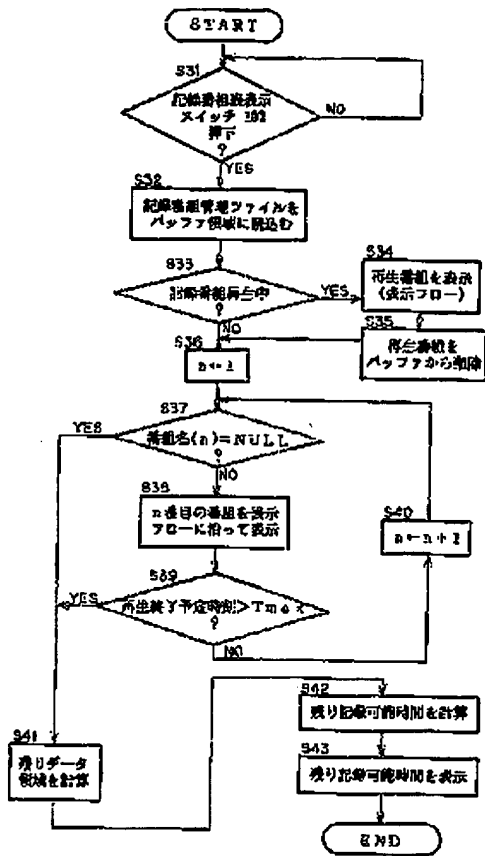 START
S31
記録番組表表示
スイッチ 102
押下
?
NO
YES
S32
記録番組管理ファイルを
バッファ領域に読込む
S33
記録番組再生中
?
YES
NO
S34
再生番組を表示
(表示フロー)
S35
再生番組を
バッファから削除
S36
n←1
S37
番組名(n)=NULL
?
YES
NO
S38
n番目の番組を表示
フローに沿って表示
S39
再生終了予定時刻>Tmax
?
YES
NO
S40
n←n+1
S41
残りデータ
領域を計算
S42
残り記録可能時間を計算
S43
残り記録可能時間を表示
END